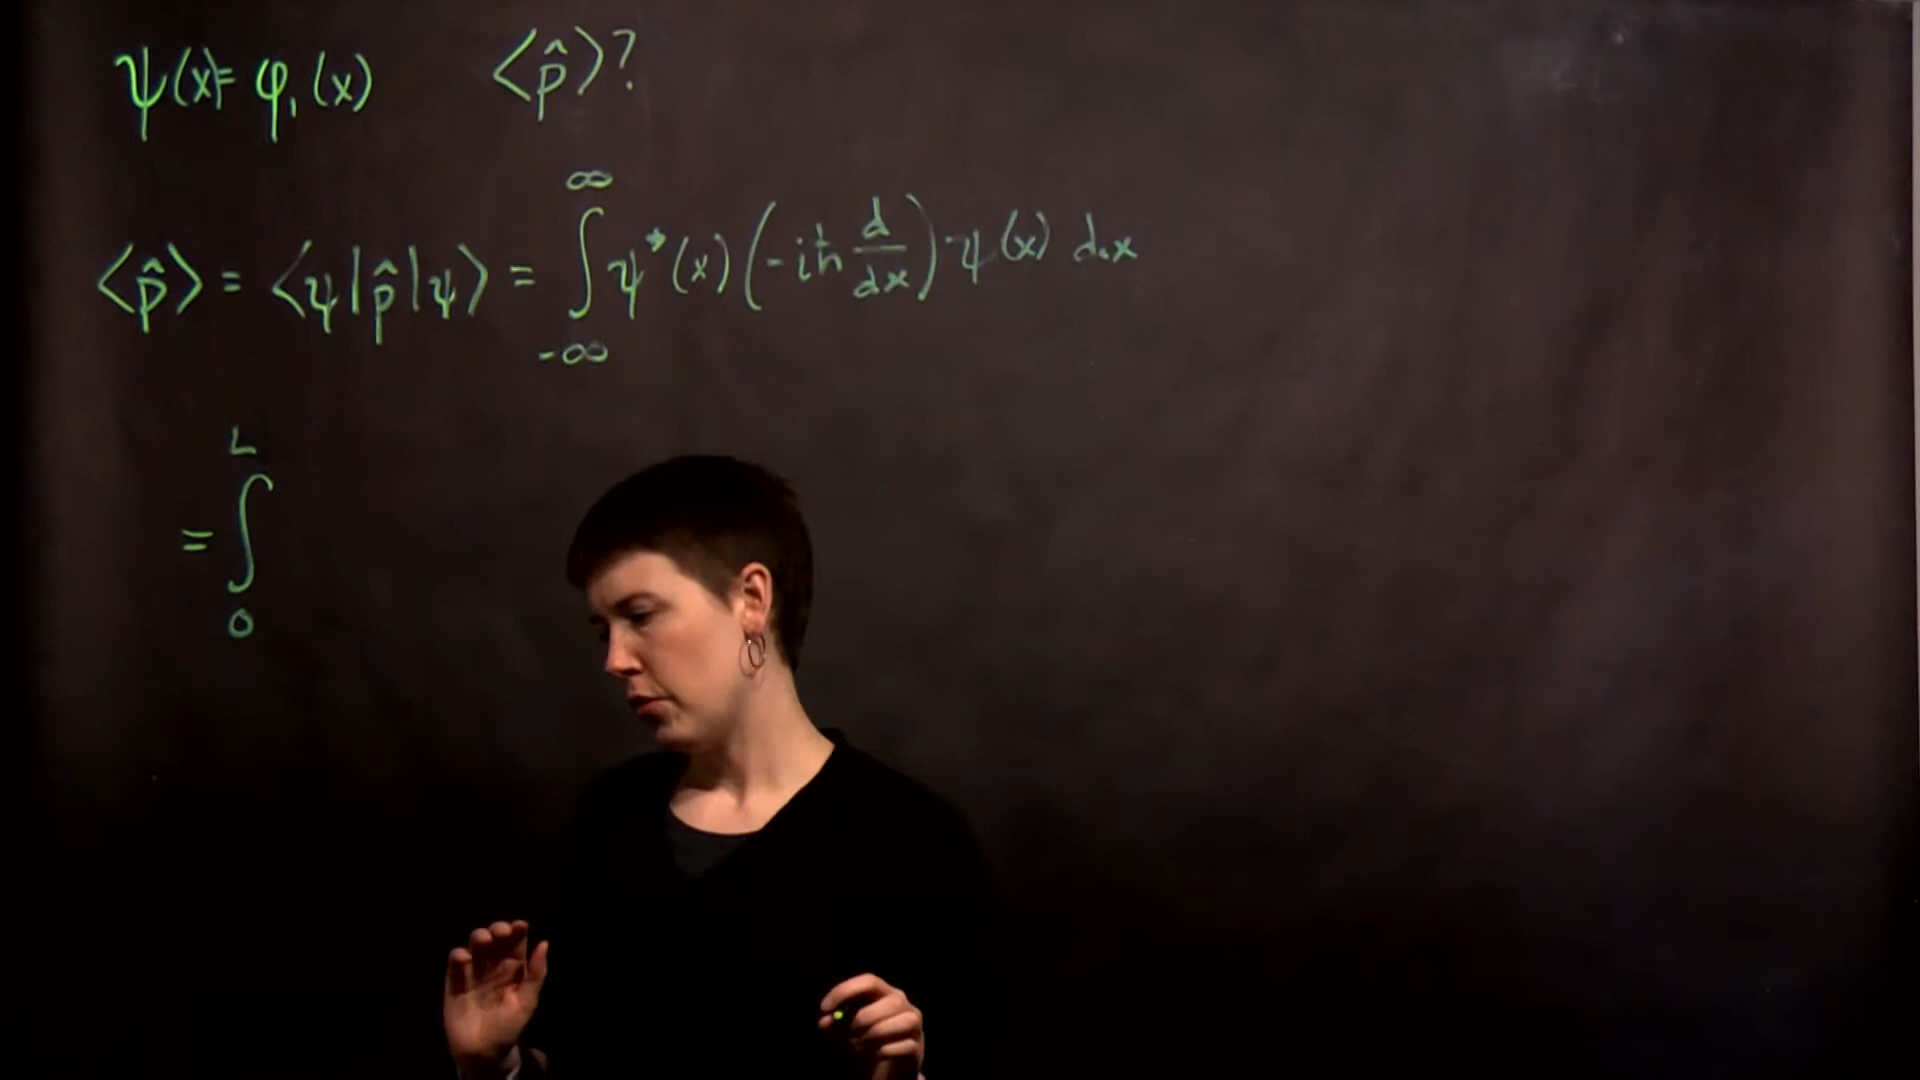 ψ(x)= φ₁(x) ⟨p̂⟩?
⟨p̂⟩ = ⟨ψ|p̂|ψ⟩ = ∫_{-∞}^{∞} ψ*(x) (-iħ d/dx) ψ(x) dx
= ∫_{0}^{L}